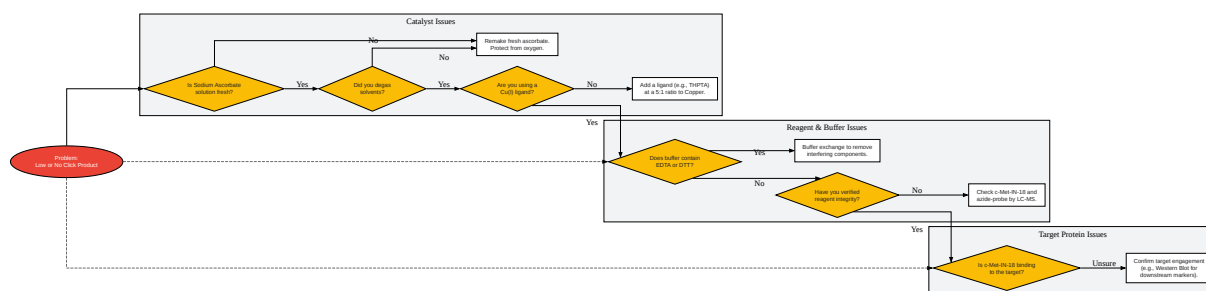 Catalyst Issues
No
Remake fresh ascorbate.
Protect from oxygen.
No
Is Sodium Ascorbate
solution fresh?
Yes
Did you degas
solvents?
Yes
Are you using a
Cu(I) ligand?
No
Add a ligand (e.g., THPTA)
at a 5:1 ratio to Copper.
Yes
Reagent & Buffer Issues
Problem:
Low or No Click Product
Does buffer contain
EDTA or DTT?
Yes
Buffer exchange to remove
interfering components.
No
Have you verified
reagent integrity?
No
Check c-Met-IN-18 and
azide-probe by LC-MS.
Yes
Target Protein Issues
Is c-Met-IN-18 binding
to the target?
Unsure
Confirm target engagement
(e.g., Western Blot for
downstream markers).